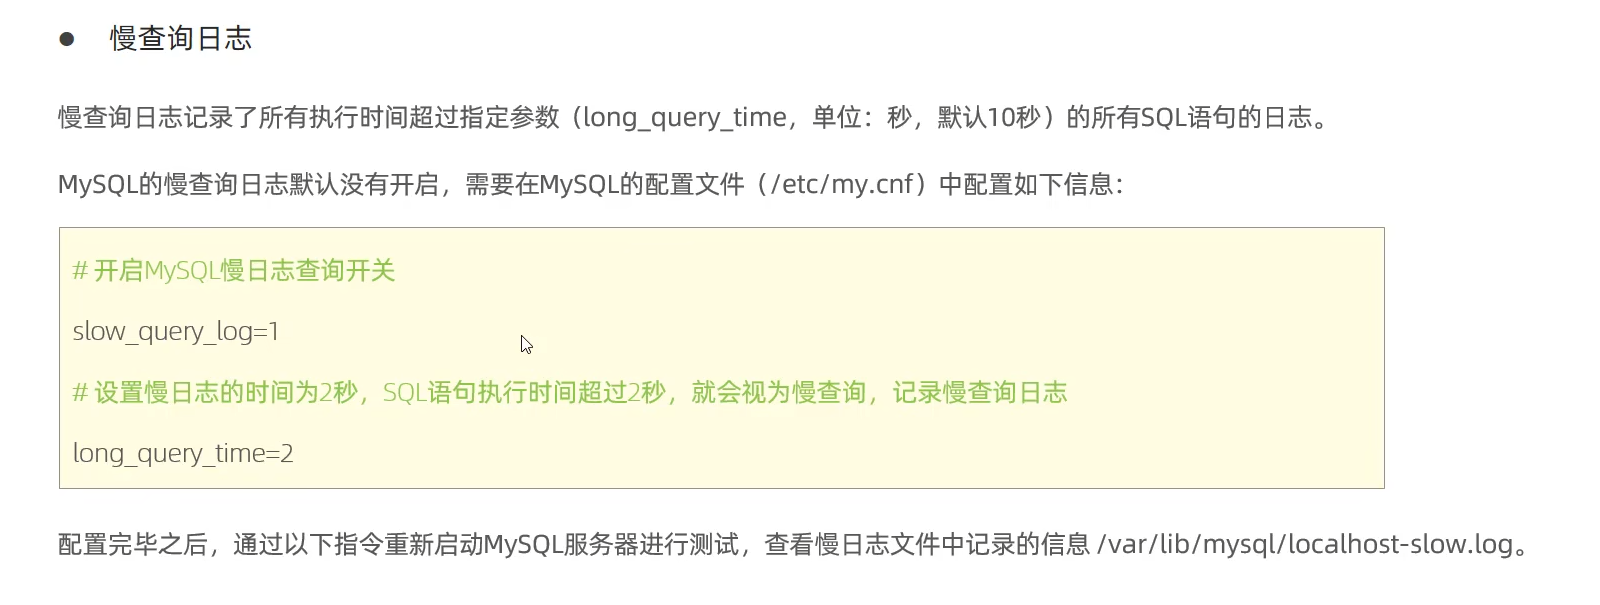 ● 慢查询日志
慢查询日志记录了所有执行时间超过指定参数（long_query_time，单位：秒，默认10秒）的所有SQL语句的日志。
MySQL的慢查询日志默认没有开启，需要在MySQL的配置文件（/etc/my.cnf）中配置如下信息：
# 开启MySQL慢日志查询开关
slow_query_log=1
# 设置慢日志的时间为2秒，SQL语句执行时间超过2秒，就会视为慢查询，记录慢查询日志
long_query_time=2
配置完毕之后，通过以下指令重新启动MySQL服务器进行测试，查看慢日志文件中记录的信息 /var/lib/mysql/localhost-slow.log。